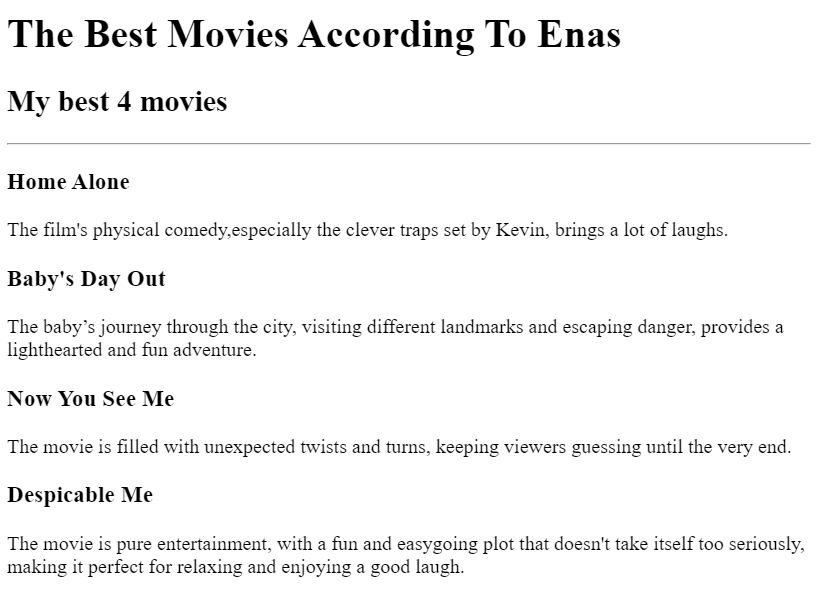 The Best Movies According To Enas
My best 4 movies
Home Alone
The film's physical comedy,especially the clever traps set by Kevin, brings a lot of laughs.
Baby's Day Out
The baby’s journey through the city, visiting different landmarks and escaping danger, provides a
lighthearted and fun adventure.
Now You See Me
The movie is filled with unexpected twists and turns, keeping viewers guessing until the very end.
Despicable Me
The movie is pure entertainment, with a fun and easygoing plot that doesn't take itself too seriously,
making it perfect for relaxing and enjoying a good laugh.